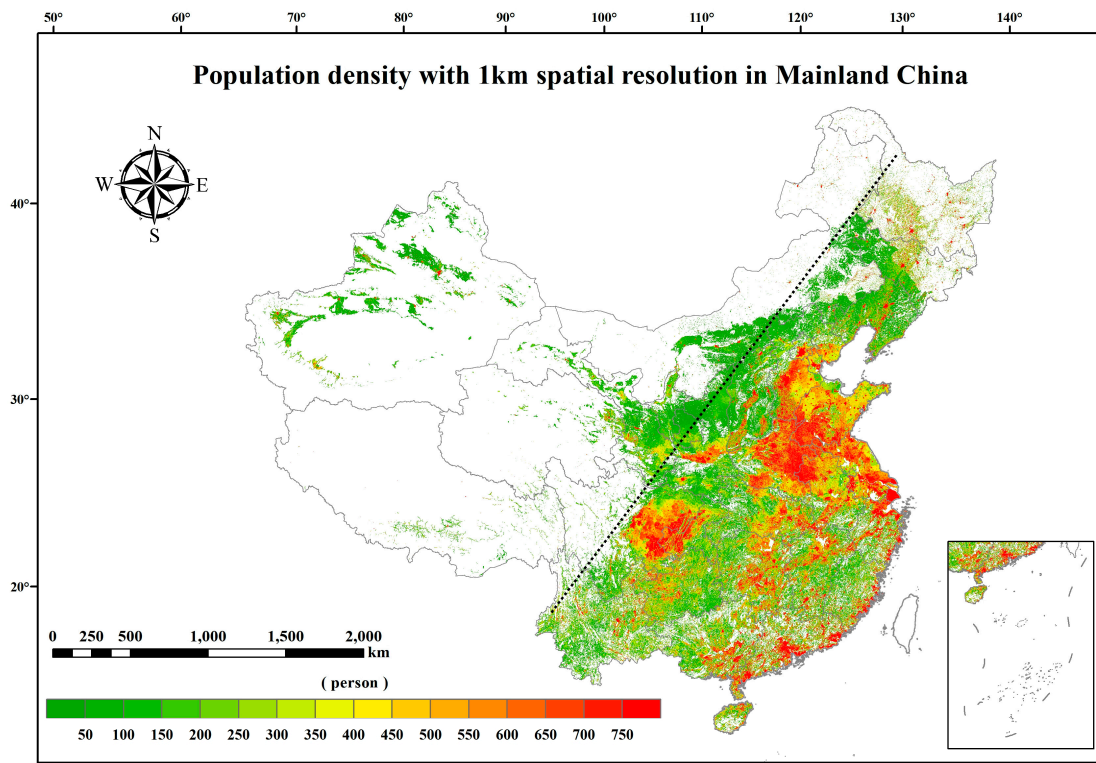 50° 60° 70° 80° 90° 100° 110° 120° 130° 140°
Population density with 1km spatial resolution in Mainland China
N
W E
S
40°
30°
20°
0 250 500 1,000 1,500 2,000
km
( person )
50 100 150 200 250 300 350 400 450 500 550 600 650 700 750